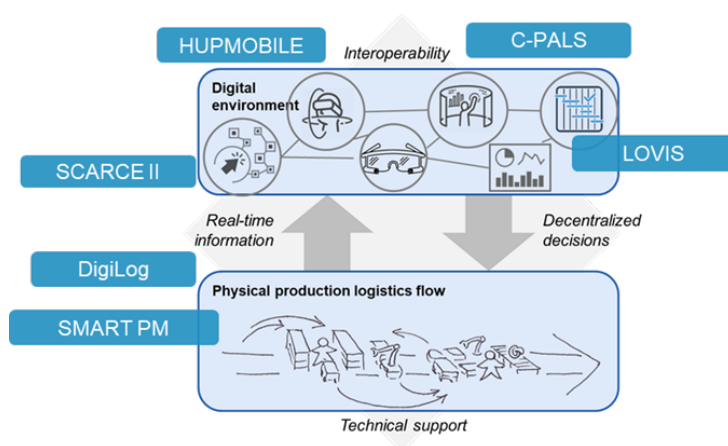 HUPMOBILE
Interoperability
C-PALS
Digital
environment
SCARCE II
LOVIS
Real-time
information
Decentralized
decisions
DigiLog
Physical production logistics flow
SMART PM
Technical support